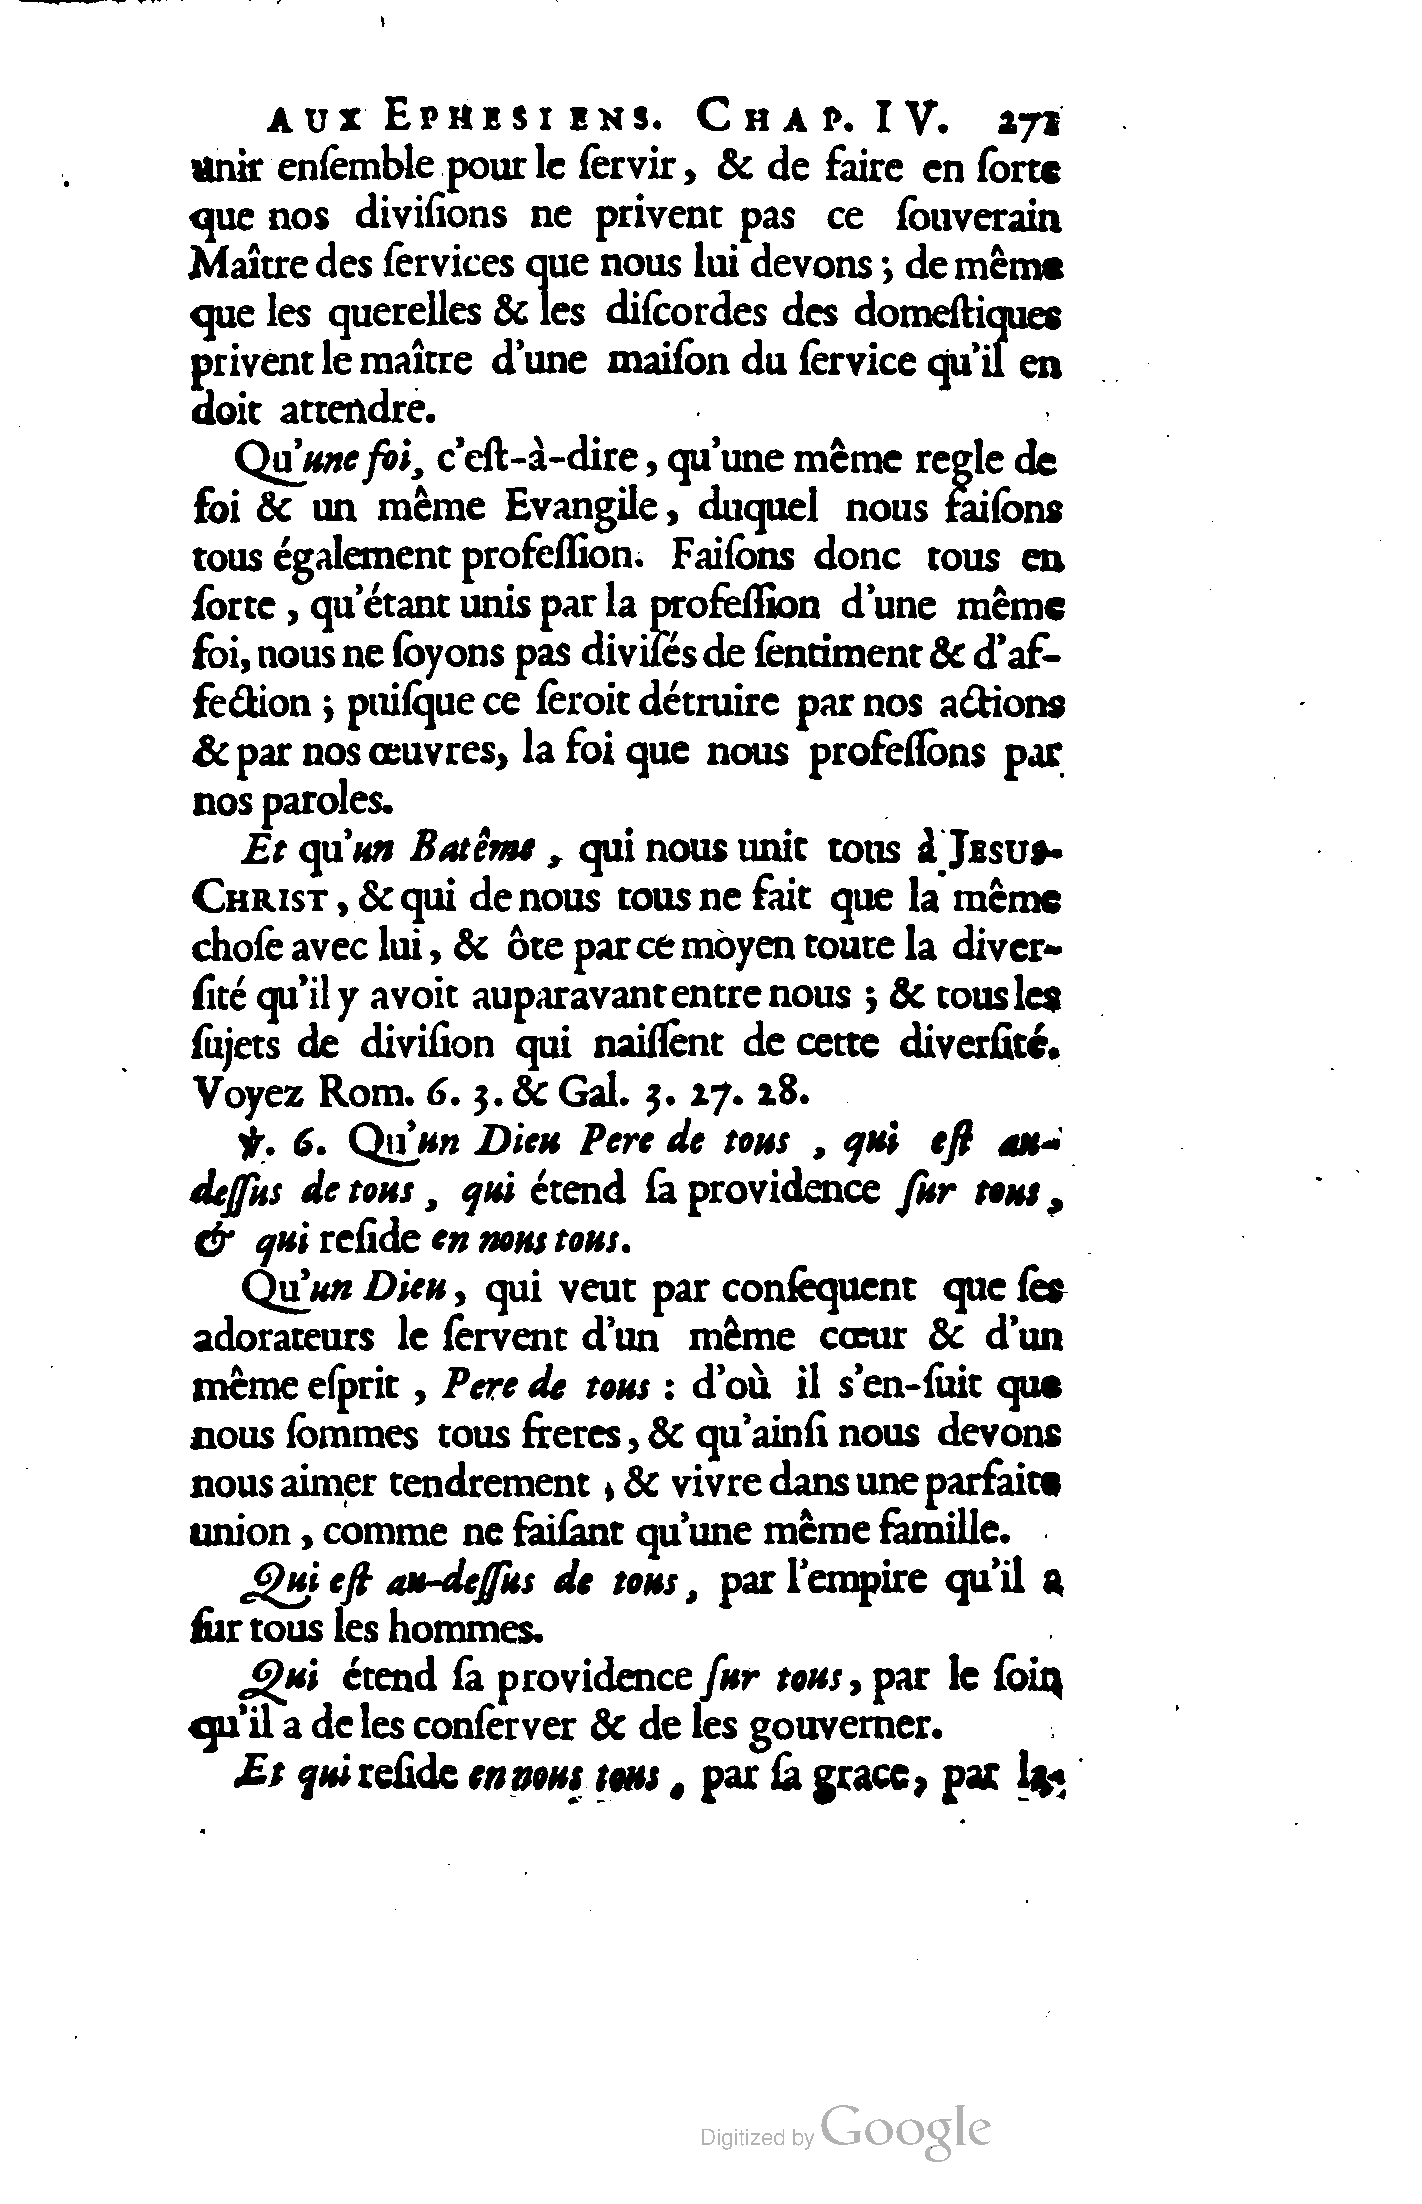 AUX EPHESIENS. CHAP. IV. 271
unir enſemble pour le ſervir, & de faire en ſorte
que nos diviſions ne privent pas ce ſouverain
Maître des ſervices que nous lui devons ; de même
que les querelles & les diſcordes des domeſtiques
privent le maître d'une maiſon du ſervice qu'il en
doit attendre.
Qu'une foi, c'eſt-à-dire, qu'une même regle de
foi & un même Evangile, duquel nous faiſons
tous également profeſſion. Faiſons donc tous en
ſorte, qu'étant unis par la profeſſion d'une même
foi, nous ne ſoyons pas diviſés de ſentiment & d'af-
fection ; puiſque ce ſeroit détruire par nos actions
& par nos œuvres, la foi que nous profeſſons par
nos paroles.
Et qu'un Batême, qui nous unit tous à JESUS-
CHRIST, & qui de nous tous ne fait que la même
choſe avec lui, & ôte par ce moyen toute la diver-
ſité qu'il y avoit auparavant entre nous ; & tous les
ſujets de diviſion qui naiſſent de cette diverſité.
Voyez Rom. 6. 3. & Gal. 3. 27. 28.
℣. 6. Qu'un Dieu Pere de tous, qui eſt au-
deſſus de tous, qui étend ſa providence ſur tous,
& qui reſide en nous tous.
Qu'un Dieu, qui veut par conſequent que ſes
adorateurs le ſervent d'un même cœur & d'un
même eſprit, Pere de tous : d'où il s'en-ſuit que
nous ſommes tous freres, & qu'ainſi nous devons
nous aimer tendrement, & vivre dans une parfaite
union, comme ne faiſant qu'une même famille.
Qui eſt au-deſſus de tous, par l'empire qu'il a
ſur tous les hommes.
Qui étend ſa providence ſur tous, par le ſoin
qu'il a de les conſerver & de les gouverner.
Et qui reſide en nous tous, par ſa grace, par la
Digitized by Google